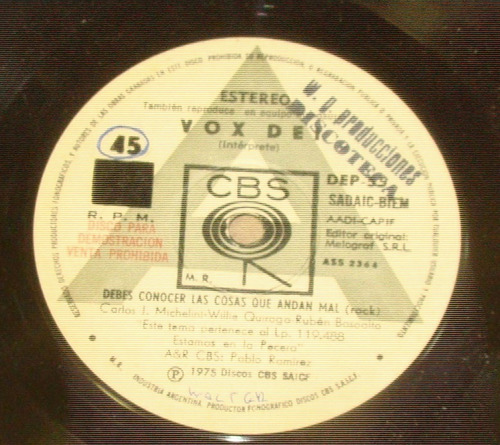 ESTEREO
También reproduce en equipo
VOX DEI
(Intérprete)
W. R. producciones
DISCOTECA
45
R. P. M.
DISCO PARA
DEMOSTRACION
VENTA PROHIBIDA
CBS
M. R.
DEP
SADAIC-BIEM
AADI-CAPIF
Editor original:
Melograf S.R.L.
ASS 2364
DEBES CONOCER LAS COSAS QUE ANDAN MAL (rock)
Carlos J. Michelini-Willie Quiroga-Rubén Basoalto
"Este tema pertenece al Lp. 119.488
Estamos en la Pecera"
A&R CBS: Pablo Ramirez
Ⓟ 1975 Discos CBS SAICF
M.R.
INDUSTRIA ARGENTINA. PRODUCTOR FONOGRAFICO DISCOS CBS S.A.I.C.F.